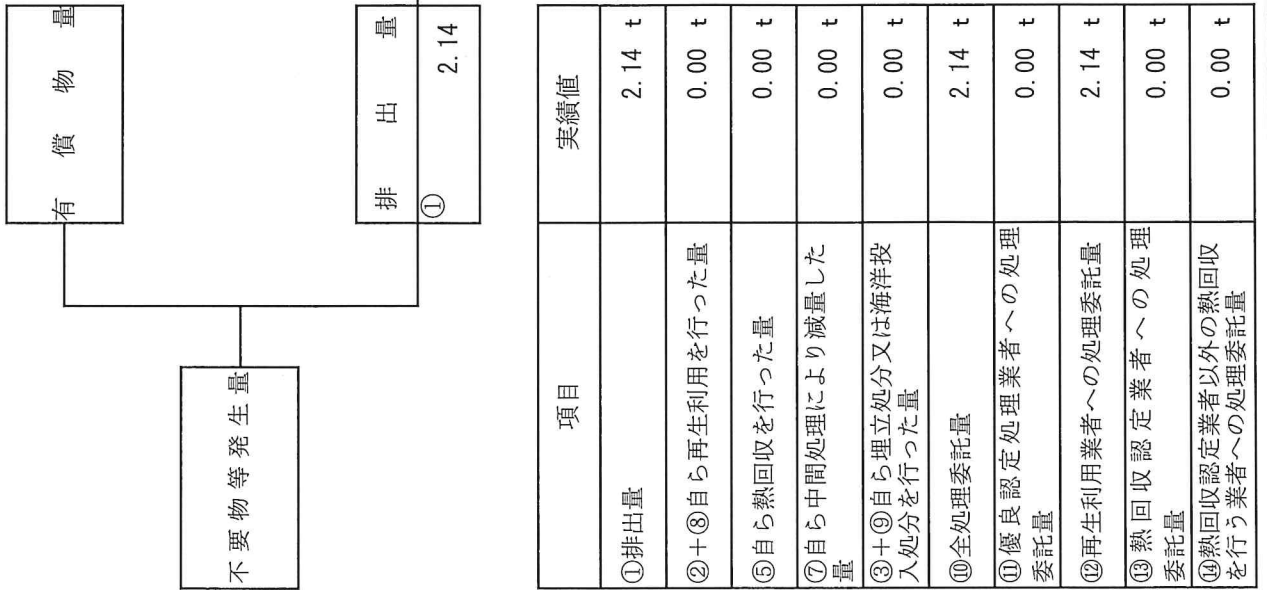 不要物等発生量
有償物量
排出量
① 2.14
項目 実績値
①排出量 2.14 t
②+⑧自ら再生利用を行った量 0.00 t
⑤自ら熱回収を行った量 0.00 t
⑦自ら中間処理により減量した
量 0.00 t
③+⑨自ら埋立処分又は海洋投
入処分を行った量 0.00 t
⑩全処理委託量 2.14 t
⑪優良認定処理業者への処理
委託量 0.00 t
⑫再生利用業者への処理委託量 2.14 t
⑬熱回収認定業者への処理
委託量 0.00 t
⑭熱回収認定業者以外の熱回収
を行う業者への処理委託量 0.00 t